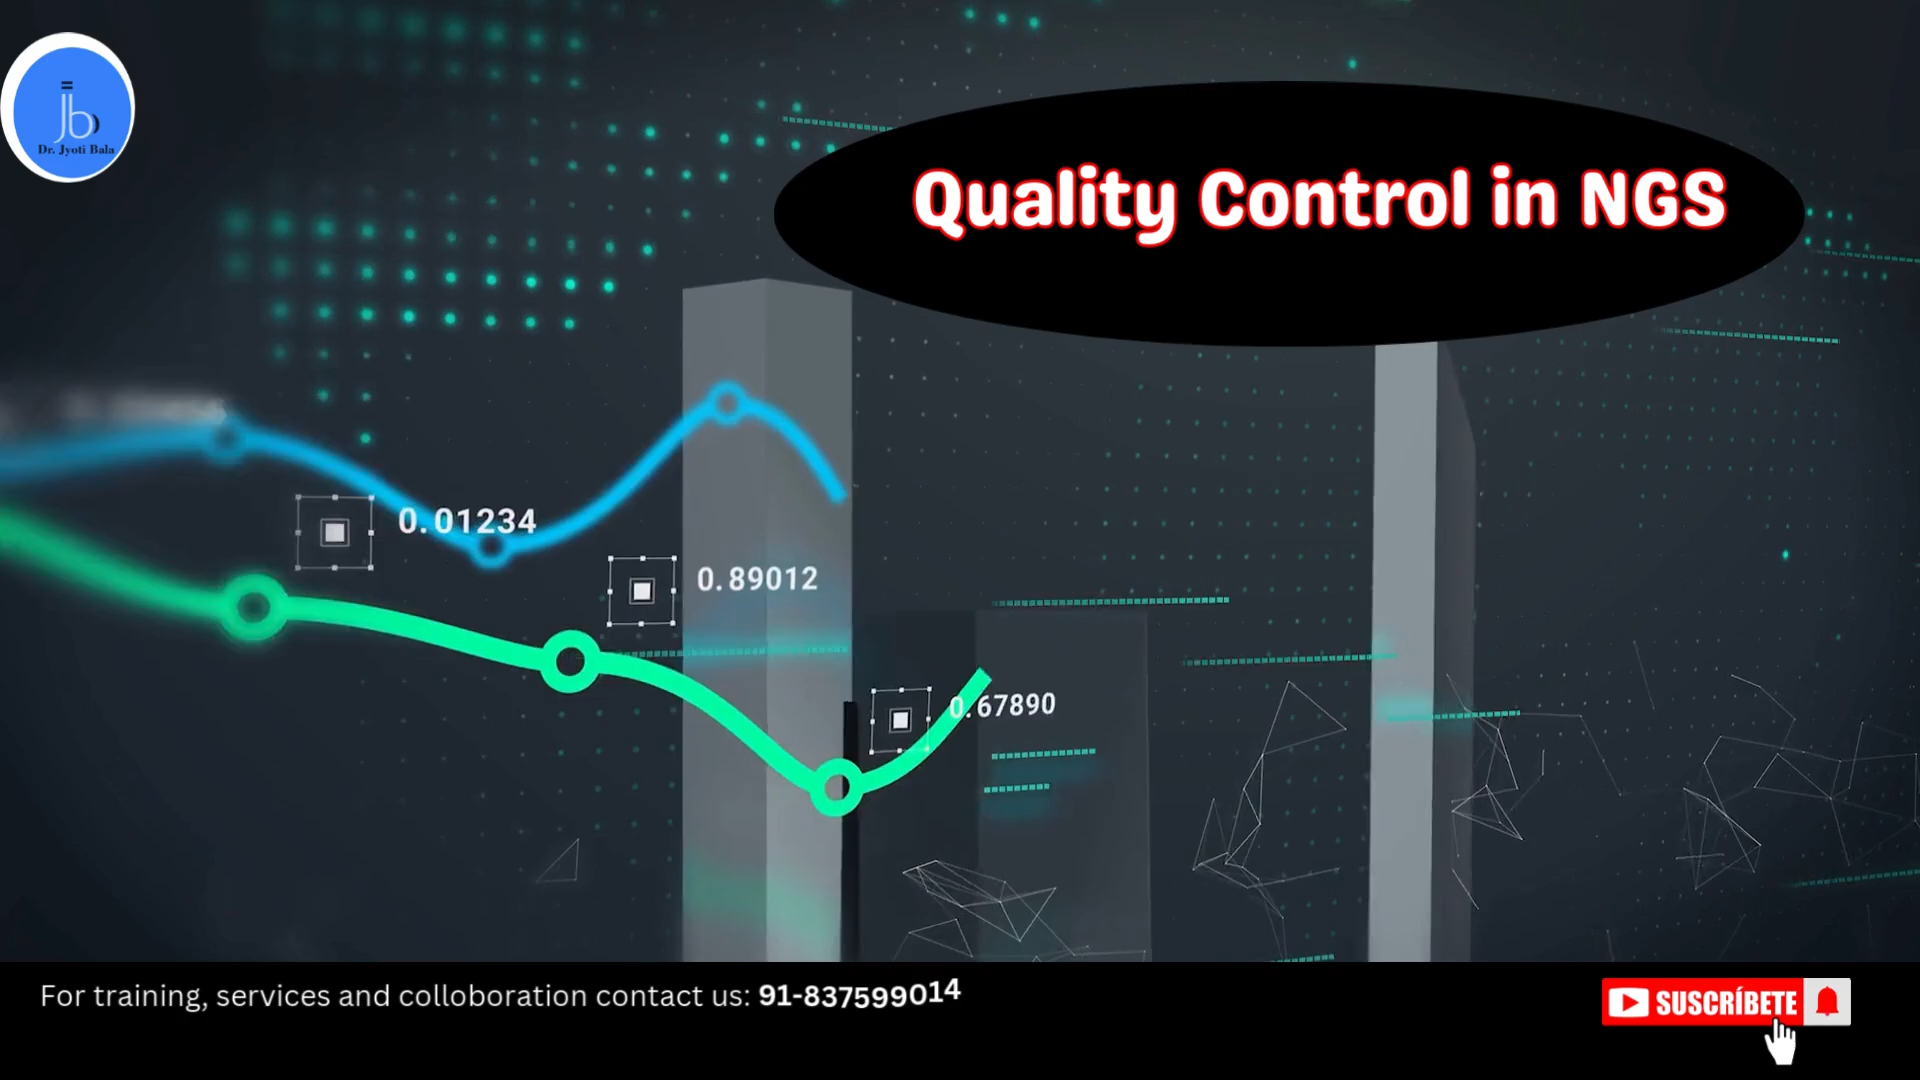 Dr. Jyoti Bala
Quality Control in NGS
0.01234
0.89012
0.67890
For training, services and colloboration contact us: 91-837599014
SUSCRÍBETE